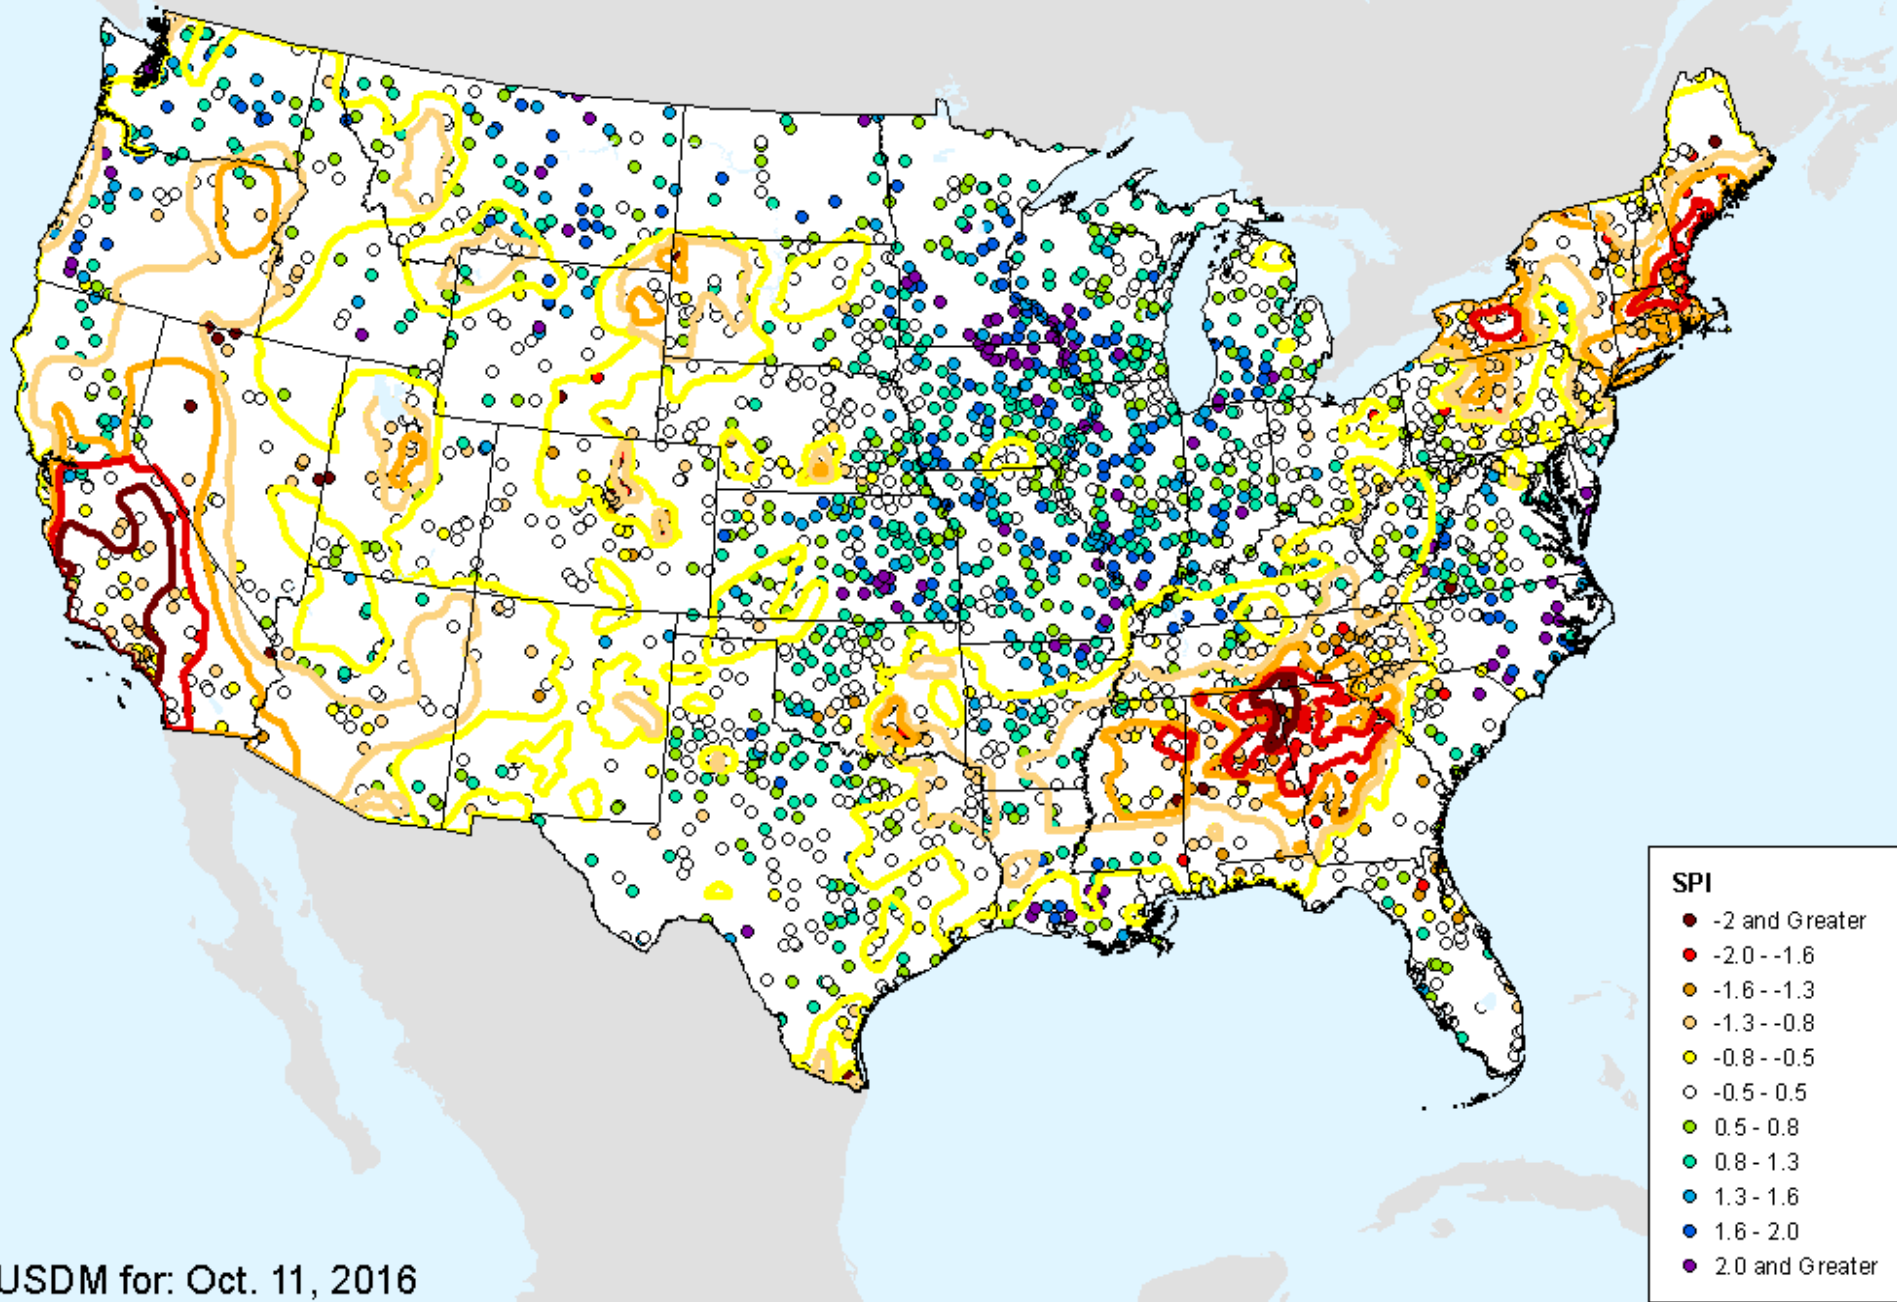 SPI
-2 and Greater
-2.0 - -1.6
-1.6 - -1.3
-1.3 - -0.8
-0.8 - -0.5
-0.5 - 0.5
0.5 - 0.8
0.8 - 1.3
1.3 - 1.6
1.6 - 2.0
2.0 and Greater
USDM for: Oct. 11, 2016